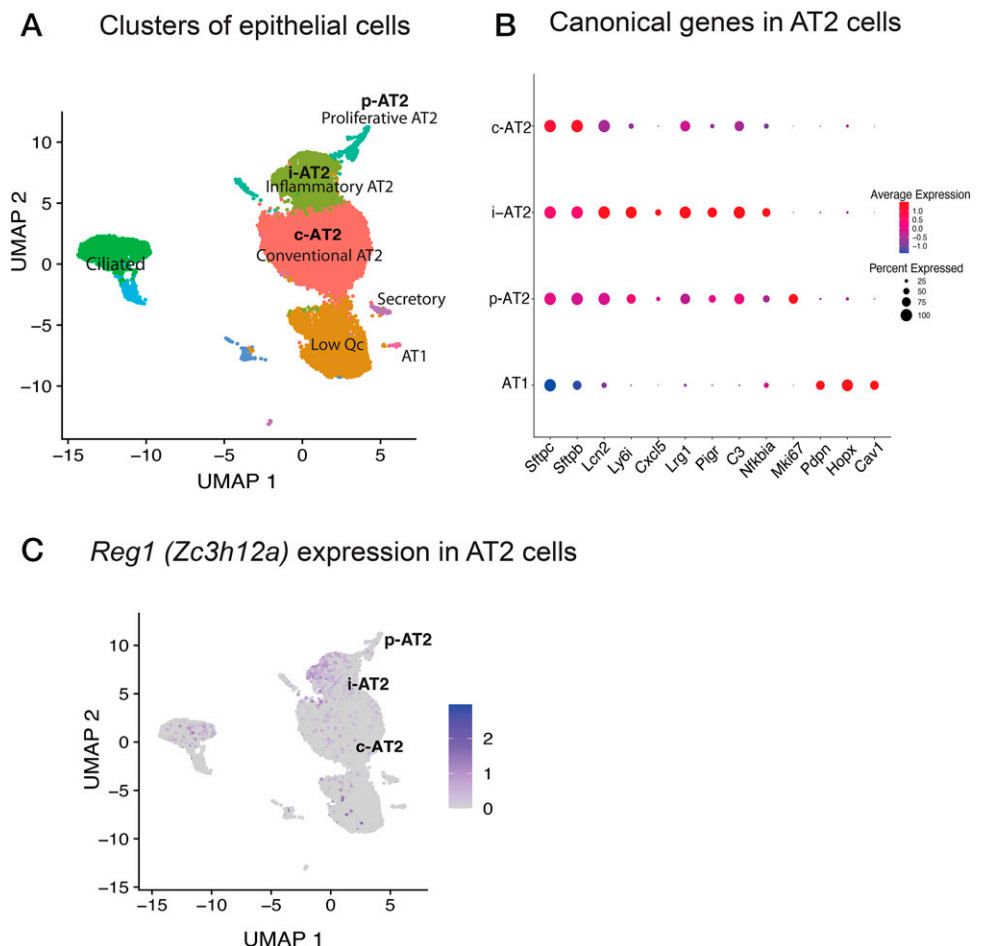 A Clusters of epithelial cells
p-AT2
Proliferative AT2
i-AT2
Inflammatory AT2
c-AT2
Conventional AT2
Ciliated
Secretory
Low Qc
AT1
UMAP 2
10
5
0
−5
−10
−15
−10
−5
0
5
UMAP 1
B Canonical genes in AT2 cells
c-AT2
i−AT2
p-AT2
AT1
Sftpc
Sftpb
Lcn2
Ly6i
Cxcl5
Lrg1
Pigr
C3
Nfkbia
Mki67
Pdpn
Hopx
Cav1
Average Expression
1.0
0.5
0.0
−0.5
−1.0
Percent Expressed
25
50
75
100
C Reg1 (Zc3h12a) expression in AT2 cells
p-AT2
i-AT2
c-AT2
UMAP 2
10
5
0
−5
−10
−15
−15
−10
−5
0
5
UMAP 1
2
1
0